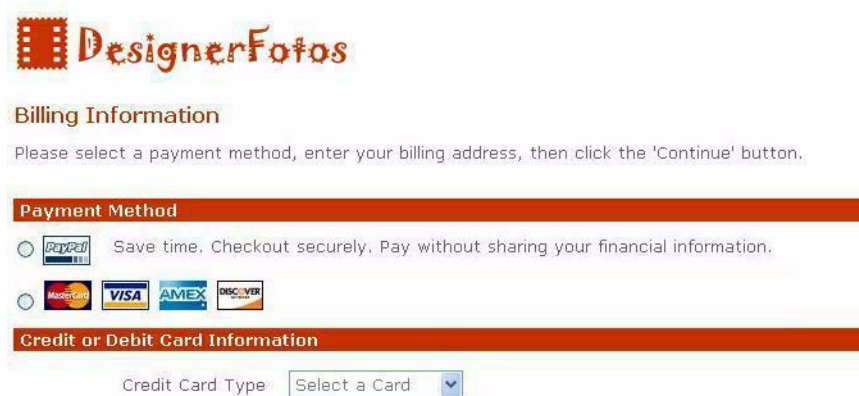 DesignerFotos
Billing Information
Please select a payment method, enter your billing address, then click the 'Continue' button.
Payment Method
PayPal Save time. Checkout securely. Pay without sharing your financial information.
MasterCard VISA AMEX DISCOVER
Credit or Debit Card Information
Credit Card Type Select a Card